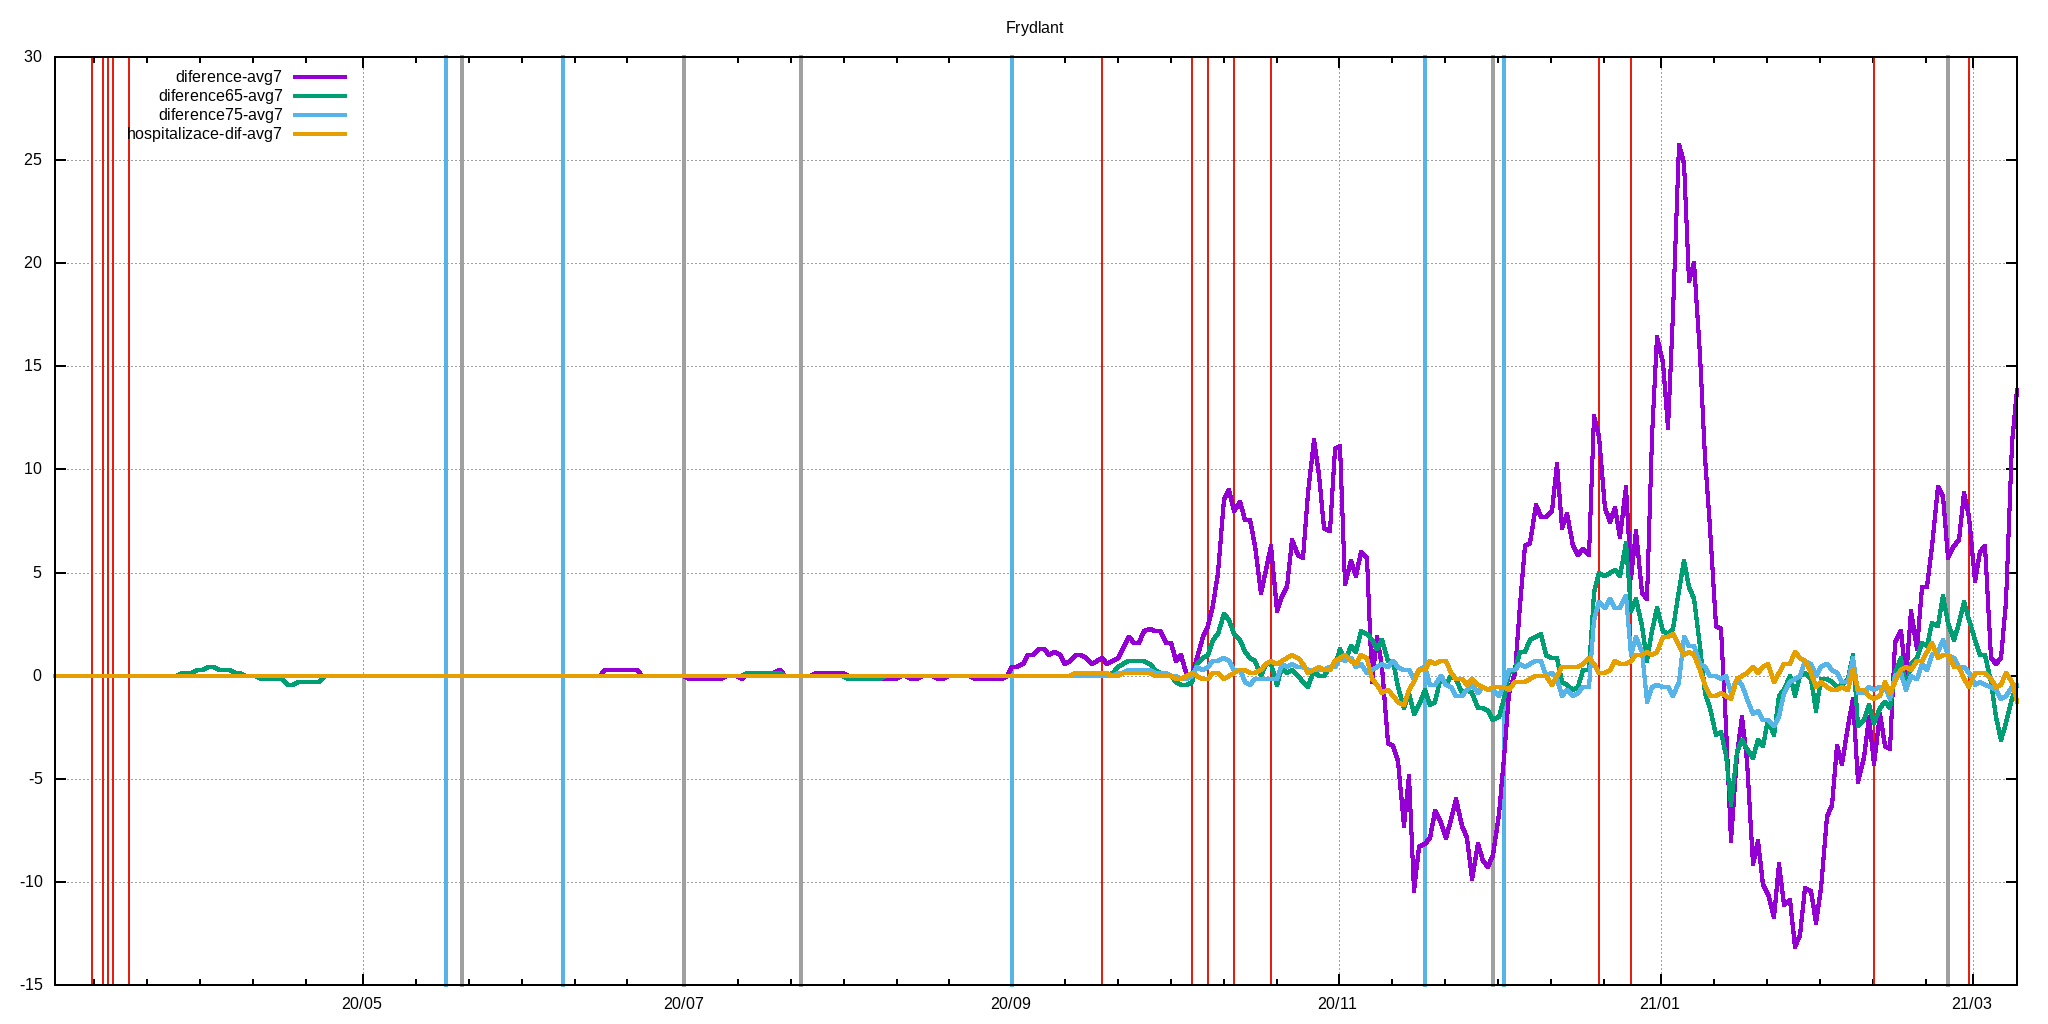 Frydlant
30
diference-avg7
diference65-avg7
diference75-avg7
hospitalizace-dif-avg7
25
20
15
10
5
0
-5
-10
-15
20/05 20/07 20/09 20/11 21/01 21/03